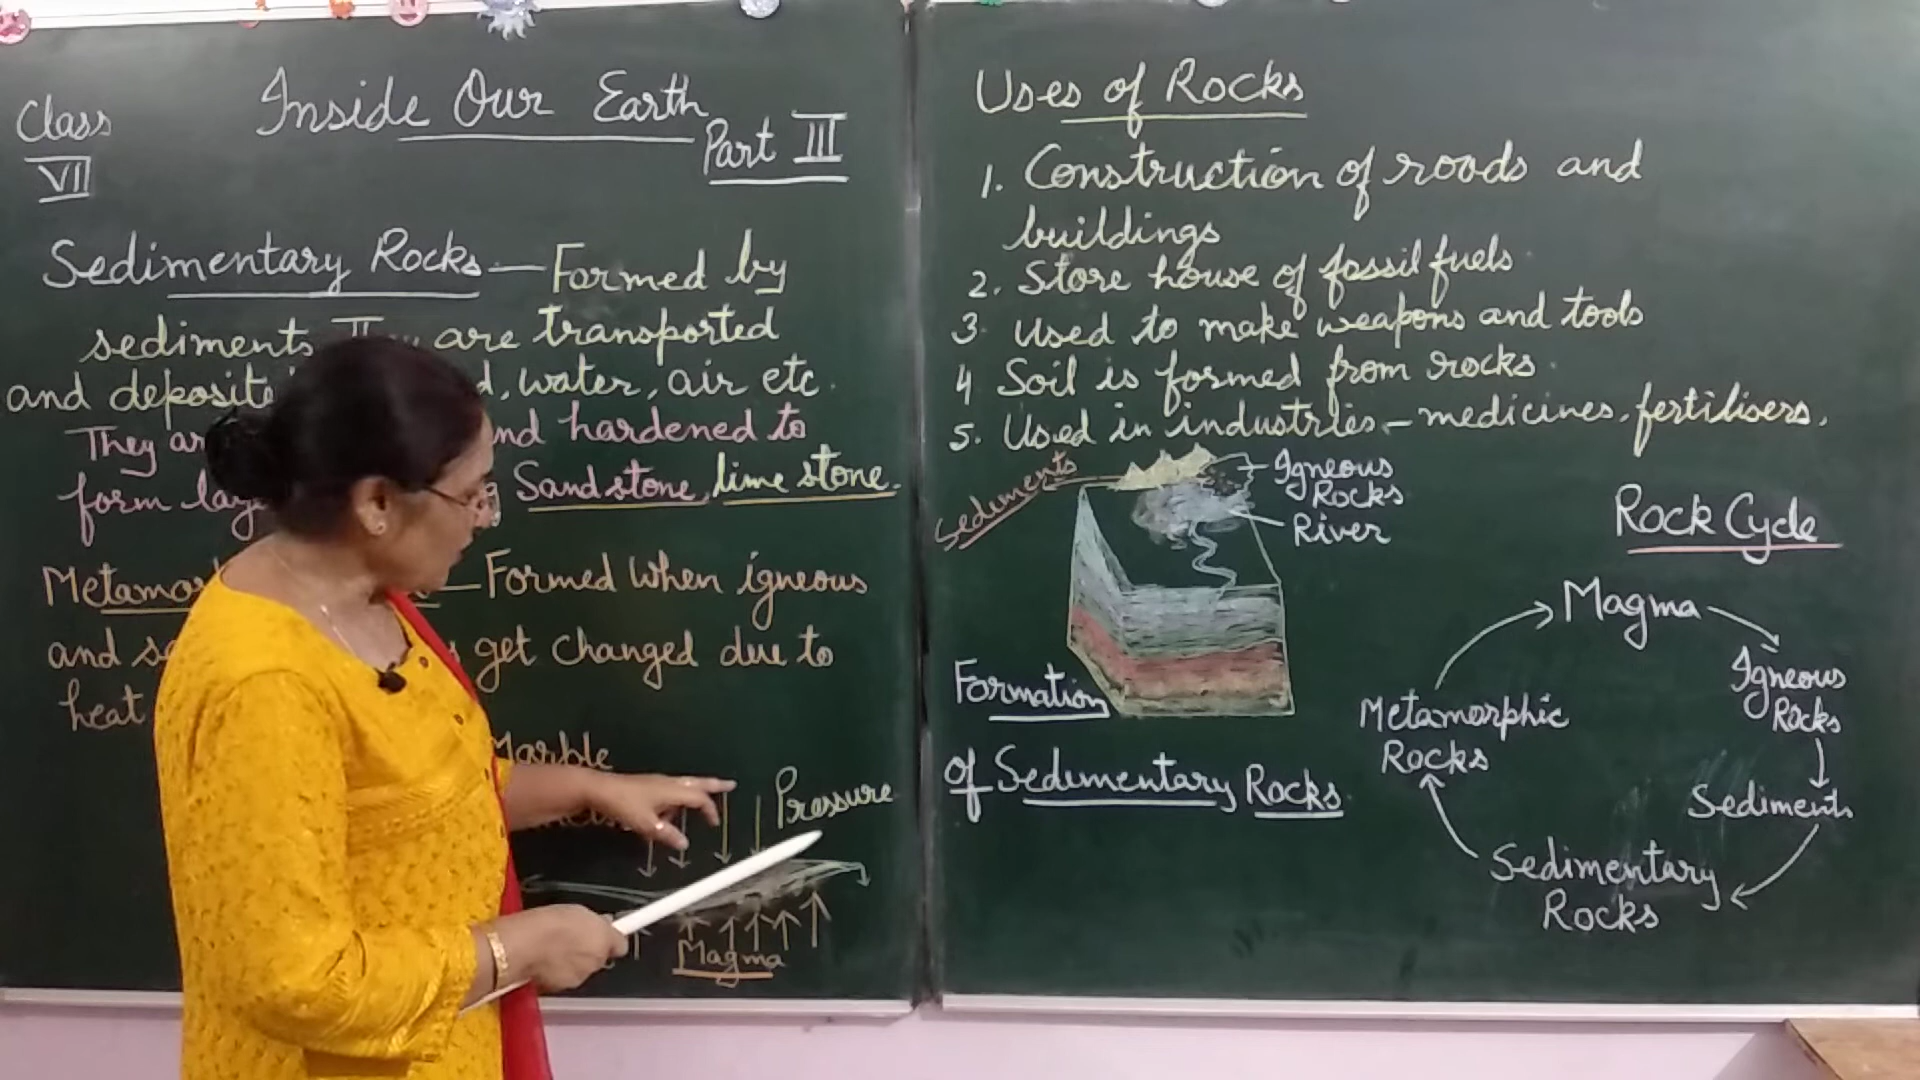 Class
VII
Inside Our Earth
Part III
Sedimentary Rocks — Formed by
sediments. They are transported
and deposite , water, air etc.
They and hardened to
form Sandstone, lime stone.
— Formed when igneous
and get changed due to
heat
Marble
Pressure
Magma
Uses of Rocks
1. Construction of roads and
buildings
2. Store house of fossil fuels.
3. Used to make weapons and tools
4 Soil is formed from rocks.
5. Used in industries – medicines, fertilisers.
Sediments
Igneous
Rocks
River
Formation
of Sedimentary Rocks.
Rock Cycle
Magma
Igneous
Rocks
Sediments
Sedimentary
Rocks
Metamorphic
Rocks